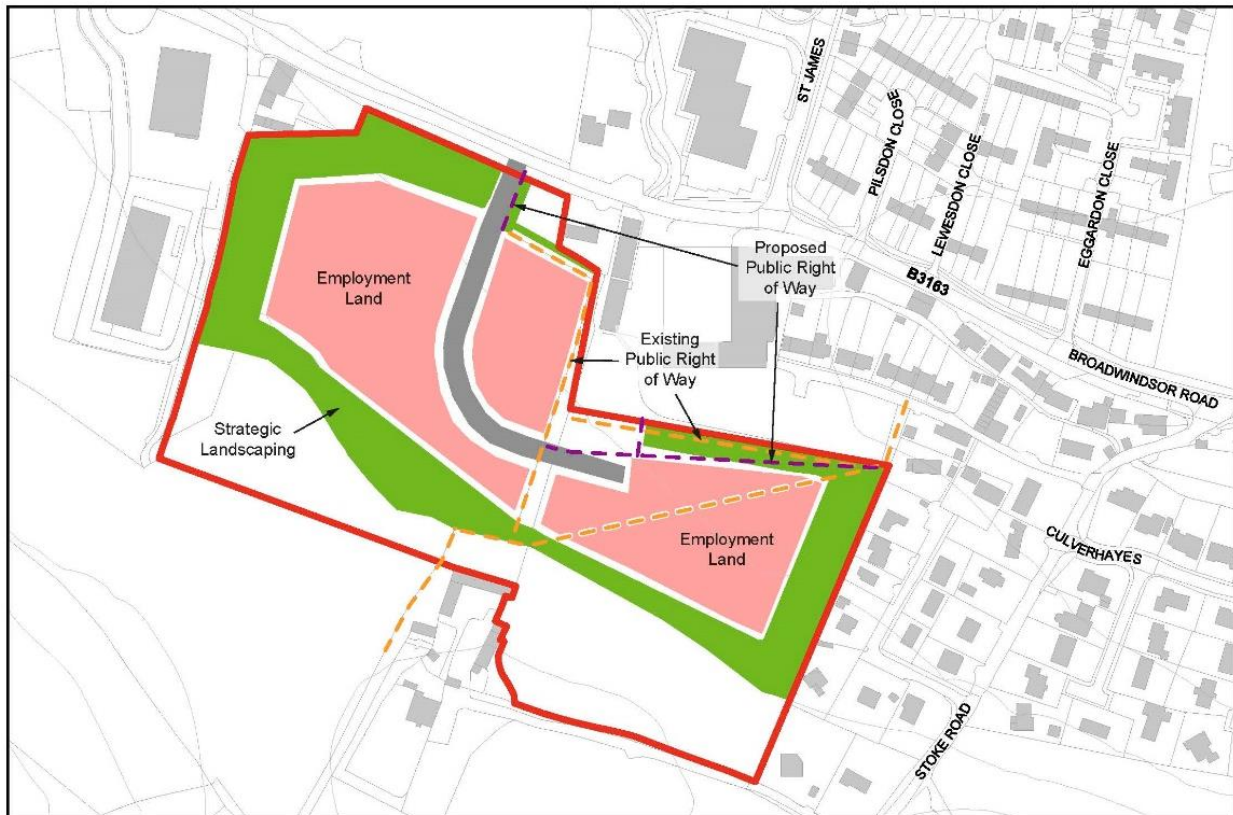 ST JAMES
PILSDON CLOSE
LEWESDON CLOSE
EGGARDON CLOSE
Proposed
Public Right
of Way
B3163
Employment
Land
Existing
Public Right
of Way
BROADWINDSOR ROAD
Strategic
Landscaping
Employment
Land
CULVERHAYES
STOKE ROAD